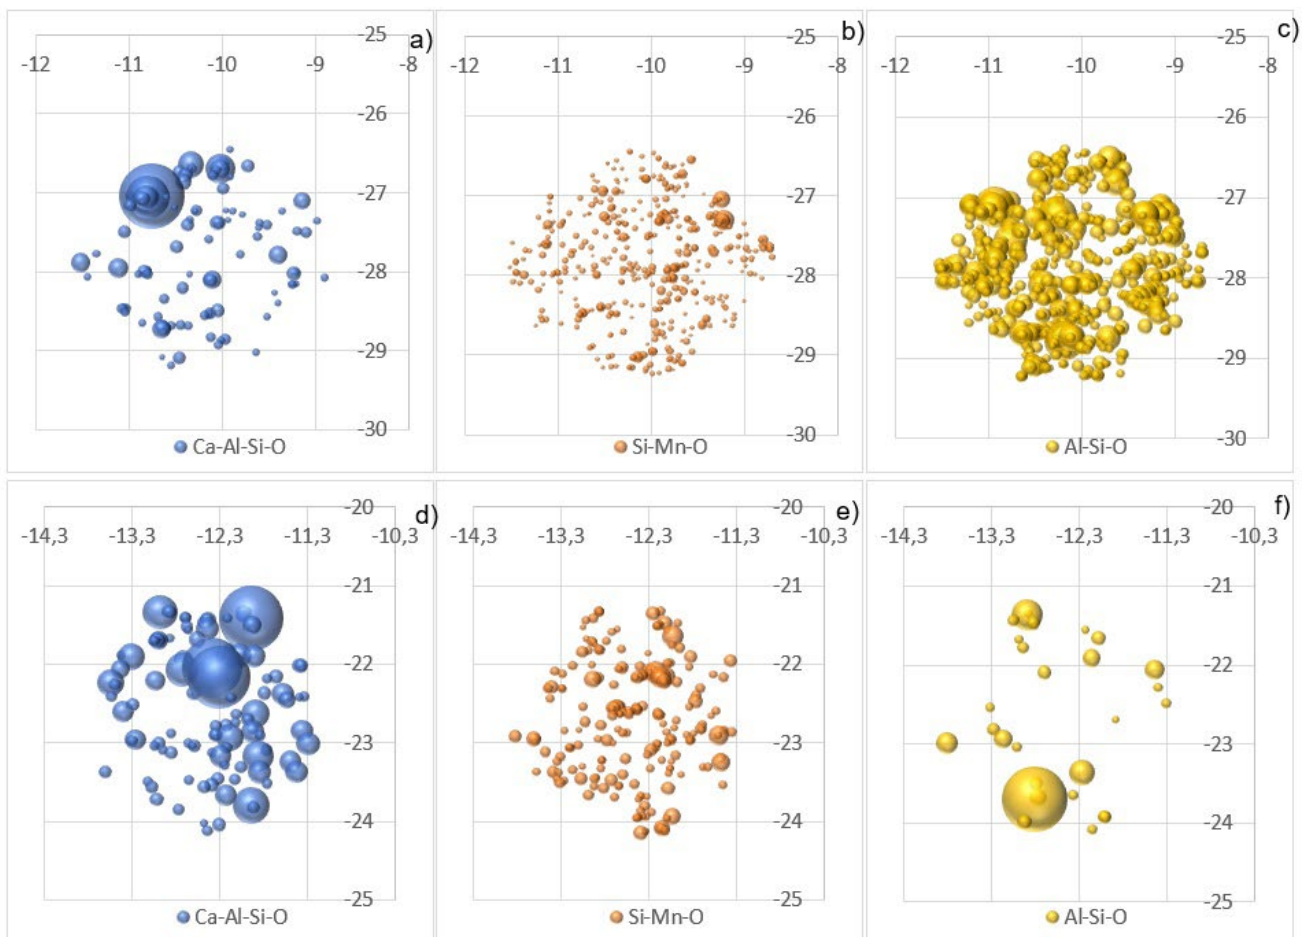 -25 a) -25 b) -25 c)
-12 -11 -10 -9 -8 -12 -11 -10 -9 -8 -12 -11 -10 -9 -8
-26 -26 -26
-27 -27 -27
-28 -28 -28
-29 -29 -29
-30 -30 -30
Ca-Al-Si-O Si-Mn-O Al-Si-O
-20 d) -20 e) -20 f)
-14,3 -13,3 -12,3 -11,3 -10,3 -14,3 -13,3 -12,3 -11,3 -10,3 -14,3 -13,3 -12,3 -11,3 -10,3
-21 -21 -21
-22 -22 -22
-23 -23 -23
-24 -24 -24
-25 -25 -25
Ca-Al-Si-O Si-Mn-O Al-Si-O